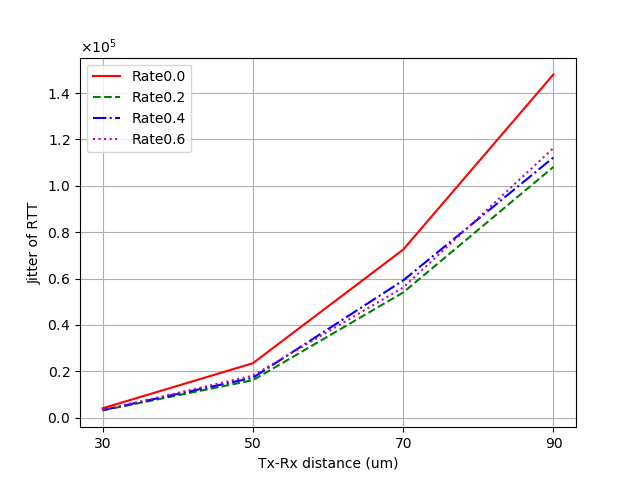 ×10⁵
Rate0.0
Rate0.2
Rate0.4
Rate0.6
1.4
1.2
1.0
0.8
0.6
0.4
0.2
0.0
Jitter of RTT
30 50 70 90
Tx-Rx distance (um)